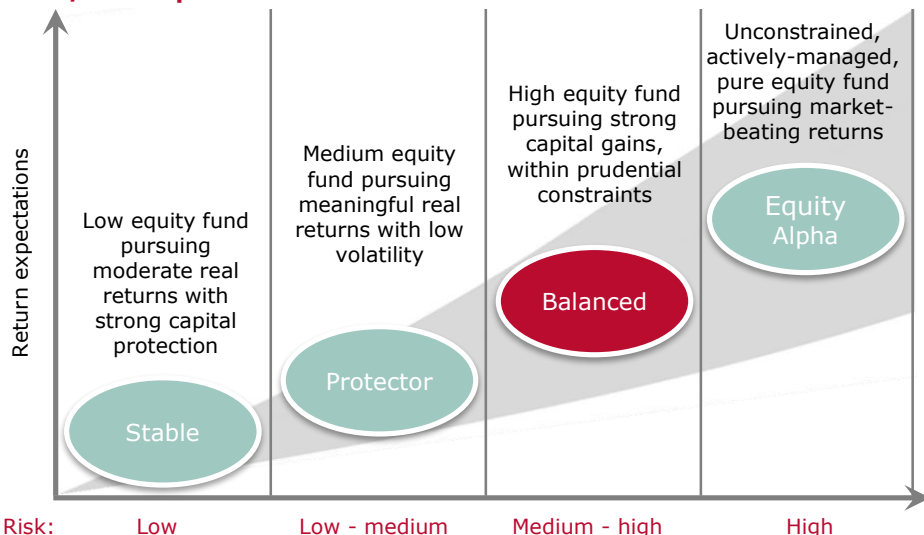 Return expectations
Low equity fund
pursuing
moderate real
returns with
strong capital
protection
Stable
Medium equity
fund pursuing
meaningful real
returns with low
volatility
Protector
High equity fund
pursuing strong
capital gains,
within prudential
constraints
Balanced
Unconstrained,
actively-managed,
pure equity fund
pursuing market-
beating returns
Equity
Alpha
Risk: Low Low - medium Medium - high High